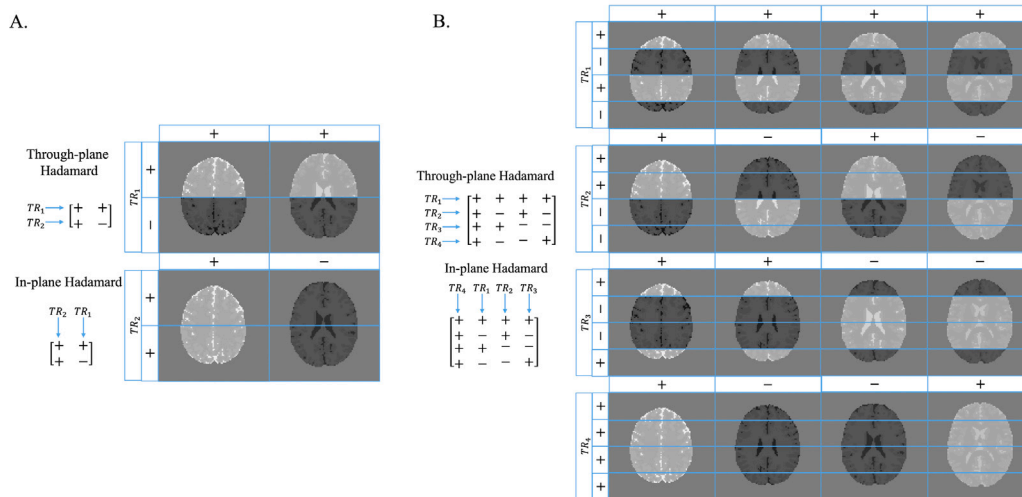 A.
Through-plane
Hadamard
TR₁ + +
TR₂ + −
In-plane Hadamard
TR₂ TR₁
+ +
+ −
+ +
TR₁
+
−
+ −
TR₂
+
+
B.
Through-plane Hadamard
TR₁ + + + +
TR₂ + − + −
TR₃ + + − −
TR₄ + − − +
In-plane Hadamard
TR₄ TR₁ TR₂ TR₃
+ + + +
+ − + −
+ + − −
+ − − +
+ + + +
TR₁
+
−
+
−
+ − + −
TR₂
+
+
−
−
+ + − −
TR₃
+
−
−
+
+ − − +
TR₄
+
+
+
+